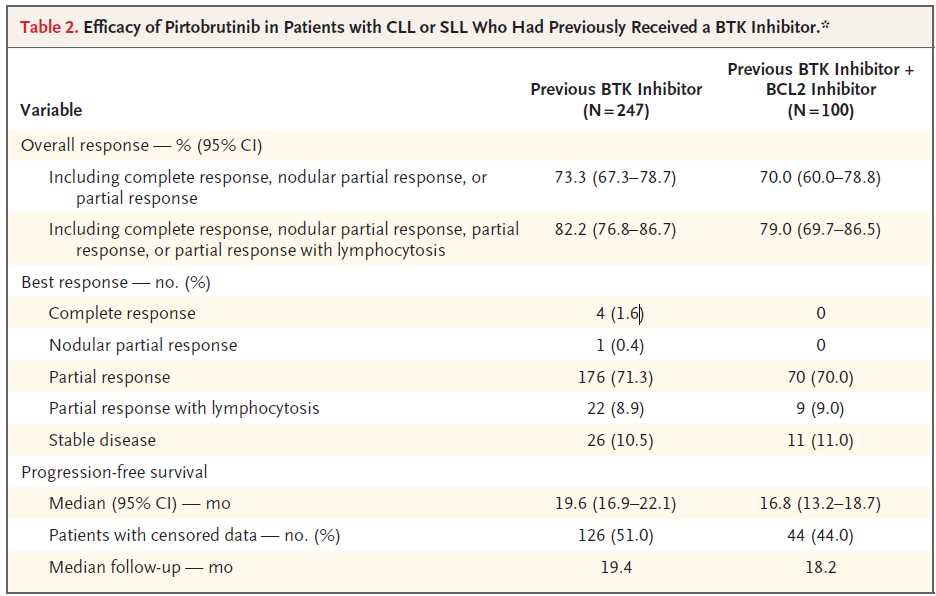 Table 2. Efficacy of Pirtobrutinib in Patients with CLL or SLL Who Had Previously Received a BTK Inhibitor.*
Variable Previous BTK Inhibitor (N=247) Previous BTK Inhibitor + BCL2 Inhibitor (N=100)
Overall response — % (95% CI)
Including complete response, nodular partial response, or 73.3 (67.3–78.7) 70.0 (60.0–78.8)
partial response
Including complete response, nodular partial response, partial 82.2 (76.8–86.7) 79.0 (69.7–86.5)
response, or partial response with lymphocytosis
Best response — no. (%)
Complete response 4 (1.6) 0
Nodular partial response 1 (0.4) 0
Partial response 176 (71.3) 70 (70.0)
Partial response with lymphocytosis 22 (8.9) 9 (9.0)
Stable disease 26 (10.5) 11 (11.0)
Progression-free survival
Median (95% CI) — mo 19.6 (16.9–22.1) 16.8 (13.2–18.7)
Patients with censored data — no. (%) 126 (51.0) 44 (44.0)
Median follow-up — mo 19.4 18.2